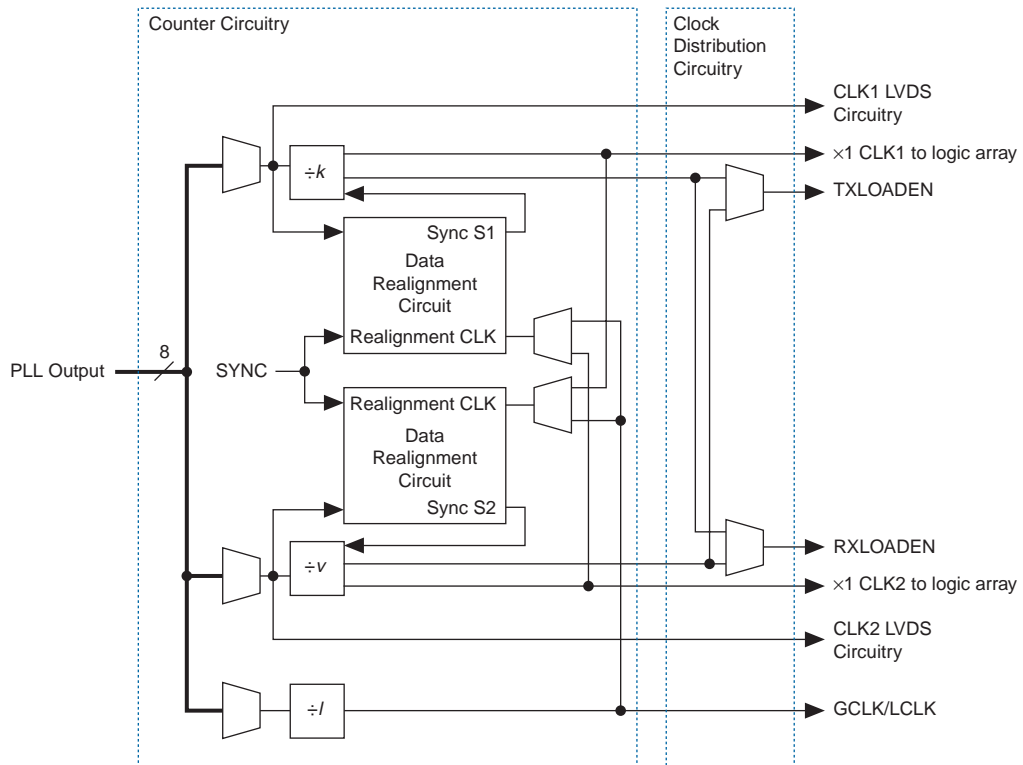 Counter Circuitry
Clock
Distribution
Circuitry
CLK1 LVDS
Circuitry
×1 CLK1 to logic array
÷k
TXLOADEN
Sync S1
Data
Realignment
Circuit
Realignment CLK
8
PLL Output
SYNC
Realignment CLK
Data
Realignment
Circuit
Sync S2
RXLOADEN
÷v
×1 CLK2 to logic array
CLK2 LVDS
Circuitry
÷l
GCLK/LCLK